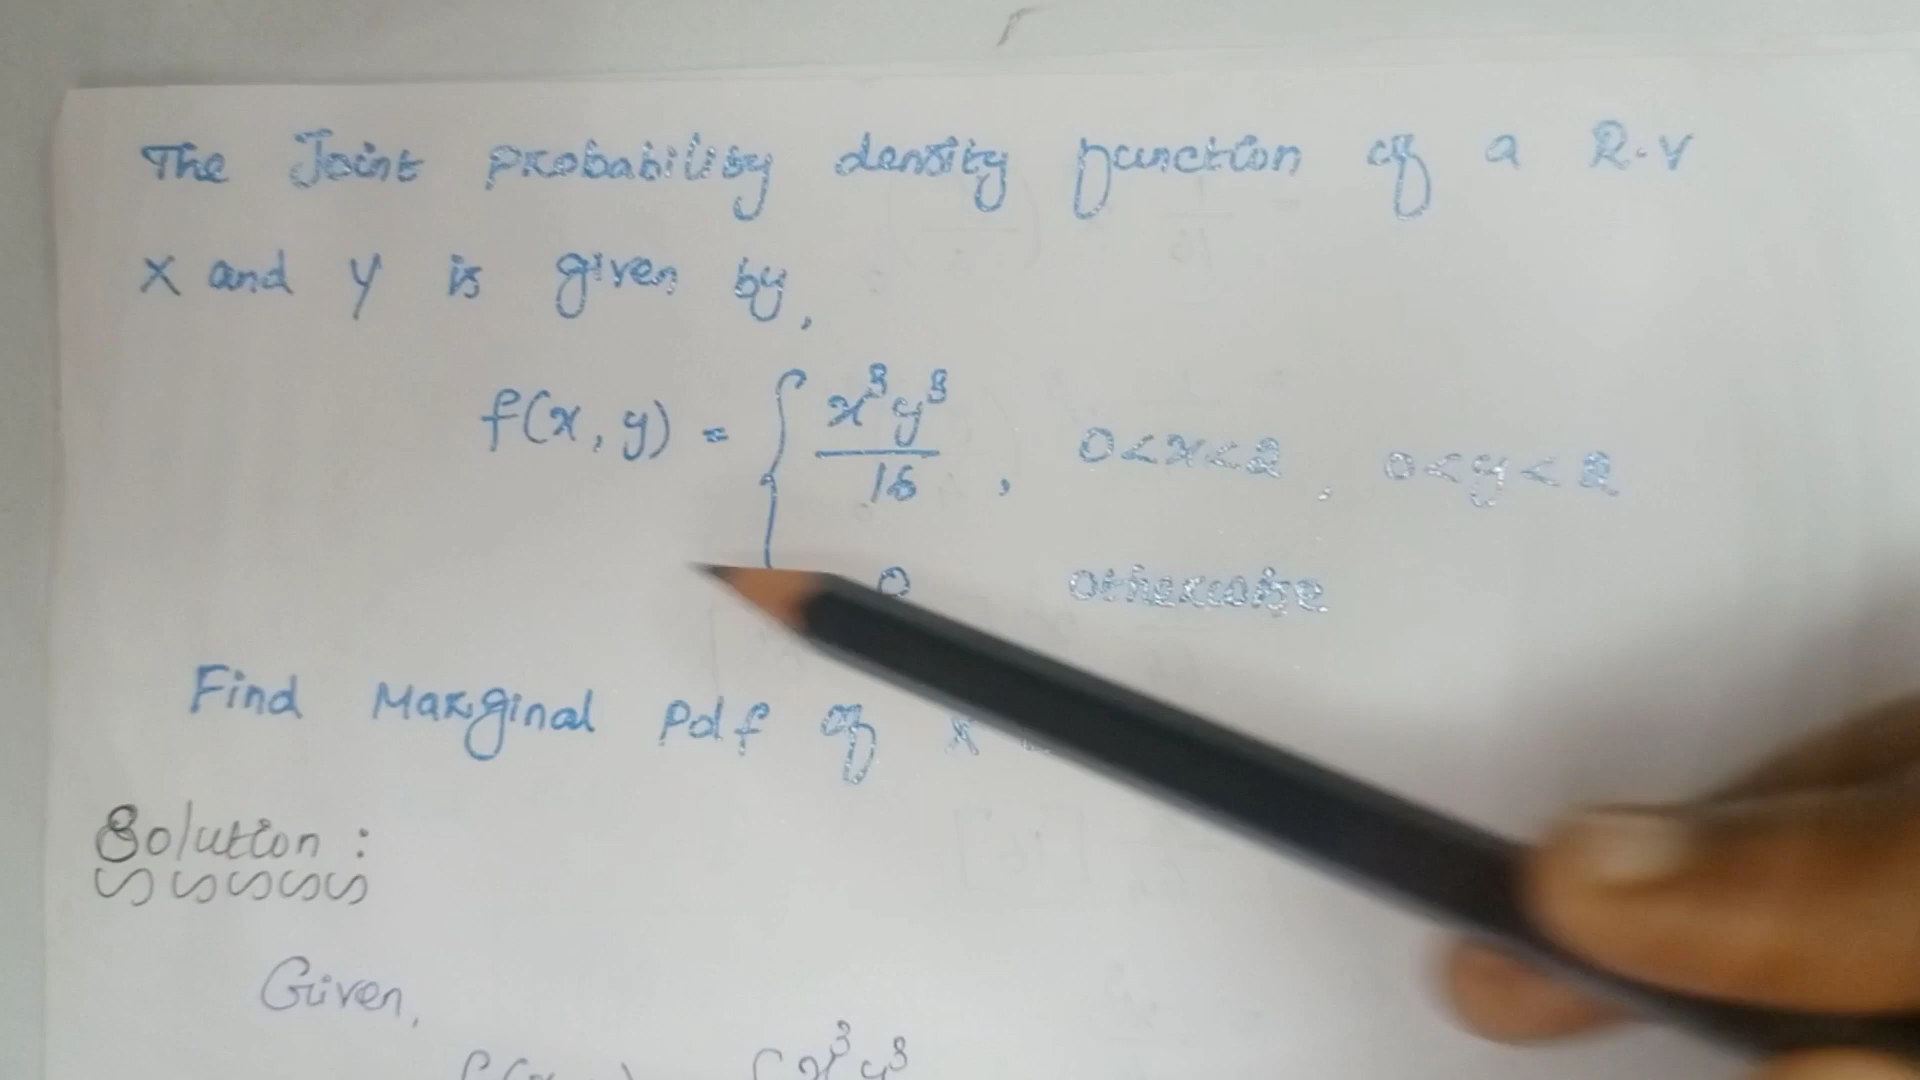 The Joint probability density function of a R.V
X and Y is given by,
f(x, y) = { x³y³/16 , 0<x<2 , 0<y<2
0 otherwise
Find Marginal Pdf of X
Solution :
Given,
x³y³